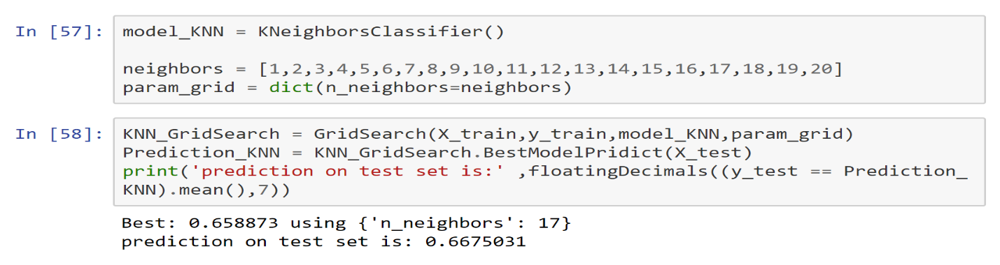 In [57]: model_KNN = KNeighborsClassifier()
neighbors = [1,2,3,4,5,6,7,8,9,10,11,12,13,14,15,16,17,18,19,20]
param_grid = dict(n_neighbors=neighbors)
In [58]: KNN_GridSearch = GridSearch(X_train,y_train,model_KNN,param_grid)
Prediction_KNN = KNN_GridSearch.BestModelPridict(X_test)
print('prediction on test set is:' ,floatingDecimals((y_test == Prediction_
KNN).mean(),7))
Best: 0.658873 using {'n_neighbors': 17}
prediction on test set is: 0.6675031